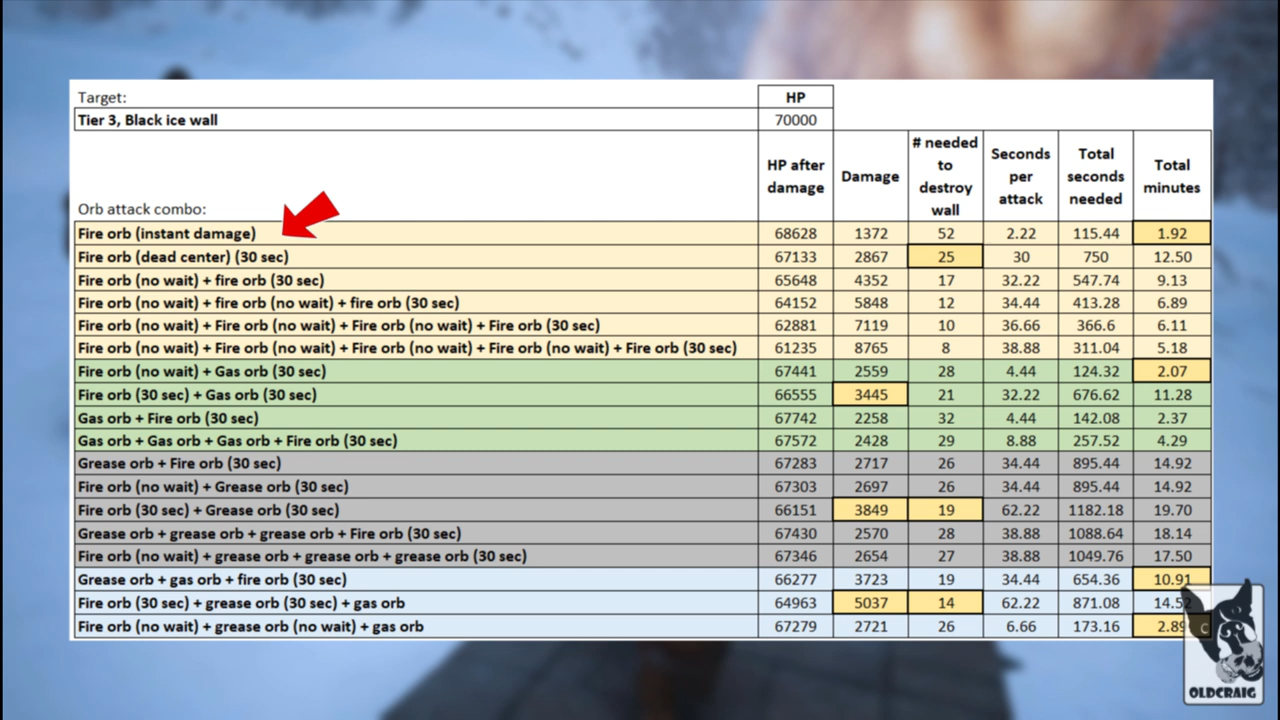 Target: HP
Tier 3, Black ice wall 70000
Orb attack combo: HP after damage Damage # needed to destroy wall Seconds per attack Total seconds needed Total minutes
Fire orb (instant damage) 68628 1372 52 2.22 115.44 1.92
Fire orb (dead center) (30 sec) 67133 2867 25 30 750 12.50
Fire orb (no wait) + fire orb (30 sec) 65648 4352 17 32.22 547.74 9.13
Fire orb (no wait) + fire orb (no wait) + fire orb (30 sec) 64152 5848 12 34.44 413.28 6.89
Fire orb (no wait) + Fire orb (no wait) + Fire orb (no wait) + Fire orb (30 sec) 62881 7119 10 36.66 366.6 6.11
Fire orb (no wait) + Fire orb (no wait) + Fire orb (no wait) + Fire orb (no wait) + Fire orb (30 sec) 61235 8765 8 38.88 311.04 5.18
Fire orb (no wait) + Gas orb (30 sec) 67441 2559 28 4.44 124.32 2.07
Fire orb (30 sec) + Gas orb (30 sec) 66555 3445 21 32.22 676.62 11.28
Gas orb + Fire orb (30 sec) 67742 2258 32 4.44 142.08 2.37
Gas orb + Gas orb + Gas orb + Fire orb (30 sec) 67572 2428 29 8.88 257.52 4.29
Grease orb + Fire orb (30 sec) 67283 2717 26 34.44 895.44 14.92
Fire orb (no wait) + Grease orb (30 sec) 67303 2697 26 34.44 895.44 14.92
Fire orb (30 sec) + Grease orb (30 sec) 66151 3849 19 62.22 1182.18 19.70
Grease orb + grease orb + grease orb + Fire orb (30 sec) 67430 2570 28 38.88 1088.64 18.14
Fire orb (no wait) + grease orb + grease orb + grease orb (30 sec) 67346 2654 27 38.88 1049.76 17.50
Grease orb + gas orb + fire orb (30 sec) 66277 3723 19 34.44 654.36 10.91
Fire orb (30 sec) + grease orb (30 sec) + gas orb 64963 5037 14 62.22 871.08 14.52
Fire orb (no wait) + grease orb (no wait) + gas orb 67279 2721 26 6.66 173.16 2.89
OLDCRAIG